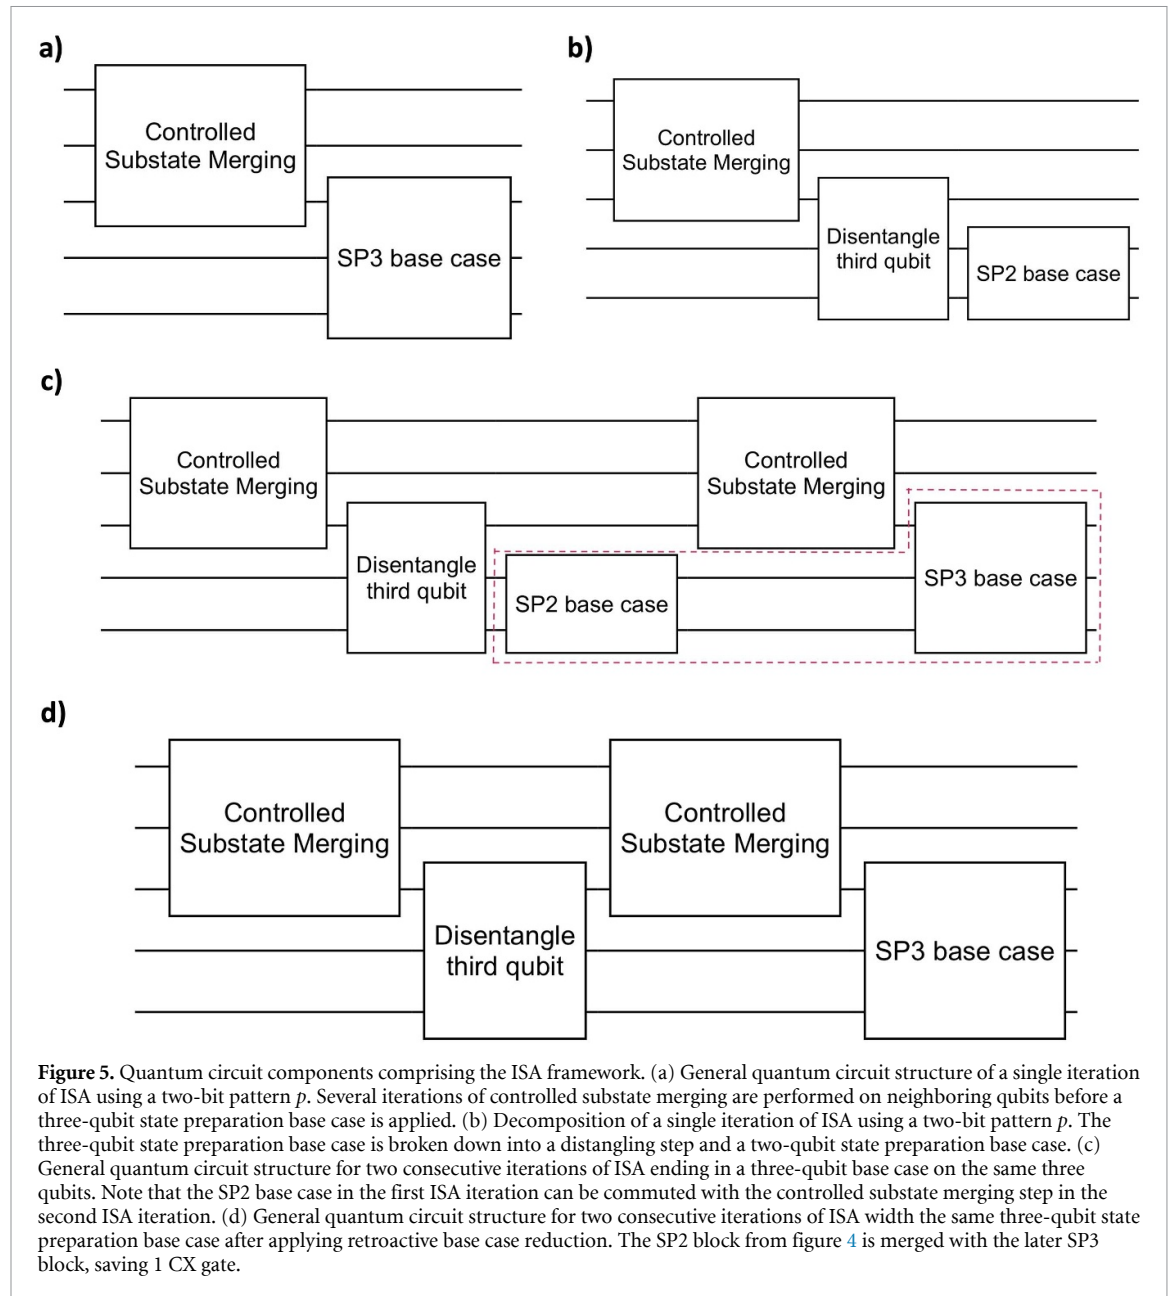 a)
Controlled
Substate Merging
SP3 base case
b)
Controlled
Substate Merging
Disentangle
third qubit
SP2 base case
c)
Controlled
Substate Merging
Disentangle
third qubit
SP2 base case
Controlled
Substate Merging
SP3 base case
d)
Controlled
Substate Merging
Disentangle
third qubit
Controlled
Substate Merging
SP3 base case
Figure 5. Quantum circuit components comprising the ISA framework. (a) General quantum circuit structure of a single iteration
of ISA using a two-bit pattern p. Several iterations of controlled substate merging are performed on neighboring qubits before a
three-qubit state preparation base case is applied. (b) Decomposition of a single iteration of ISA using a two-bit pattern p. The
three-qubit state preparation base case is broken down into a distangling step and a two-qubit state preparation base case. (c)
General quantum circuit structure for two consecutive iterations of ISA ending in a three-qubit base case on the same three
qubits. Note that the SP2 base case in the first ISA iteration can be commuted with the controlled substate merging step in the
second ISA iteration. (d) General quantum circuit structure for two consecutive iterations of ISA width the same three-qubit state
preparation base case after applying retroactive base case reduction. The SP2 block from figure 4 is merged with the later SP3
block, saving 1 CX gate.